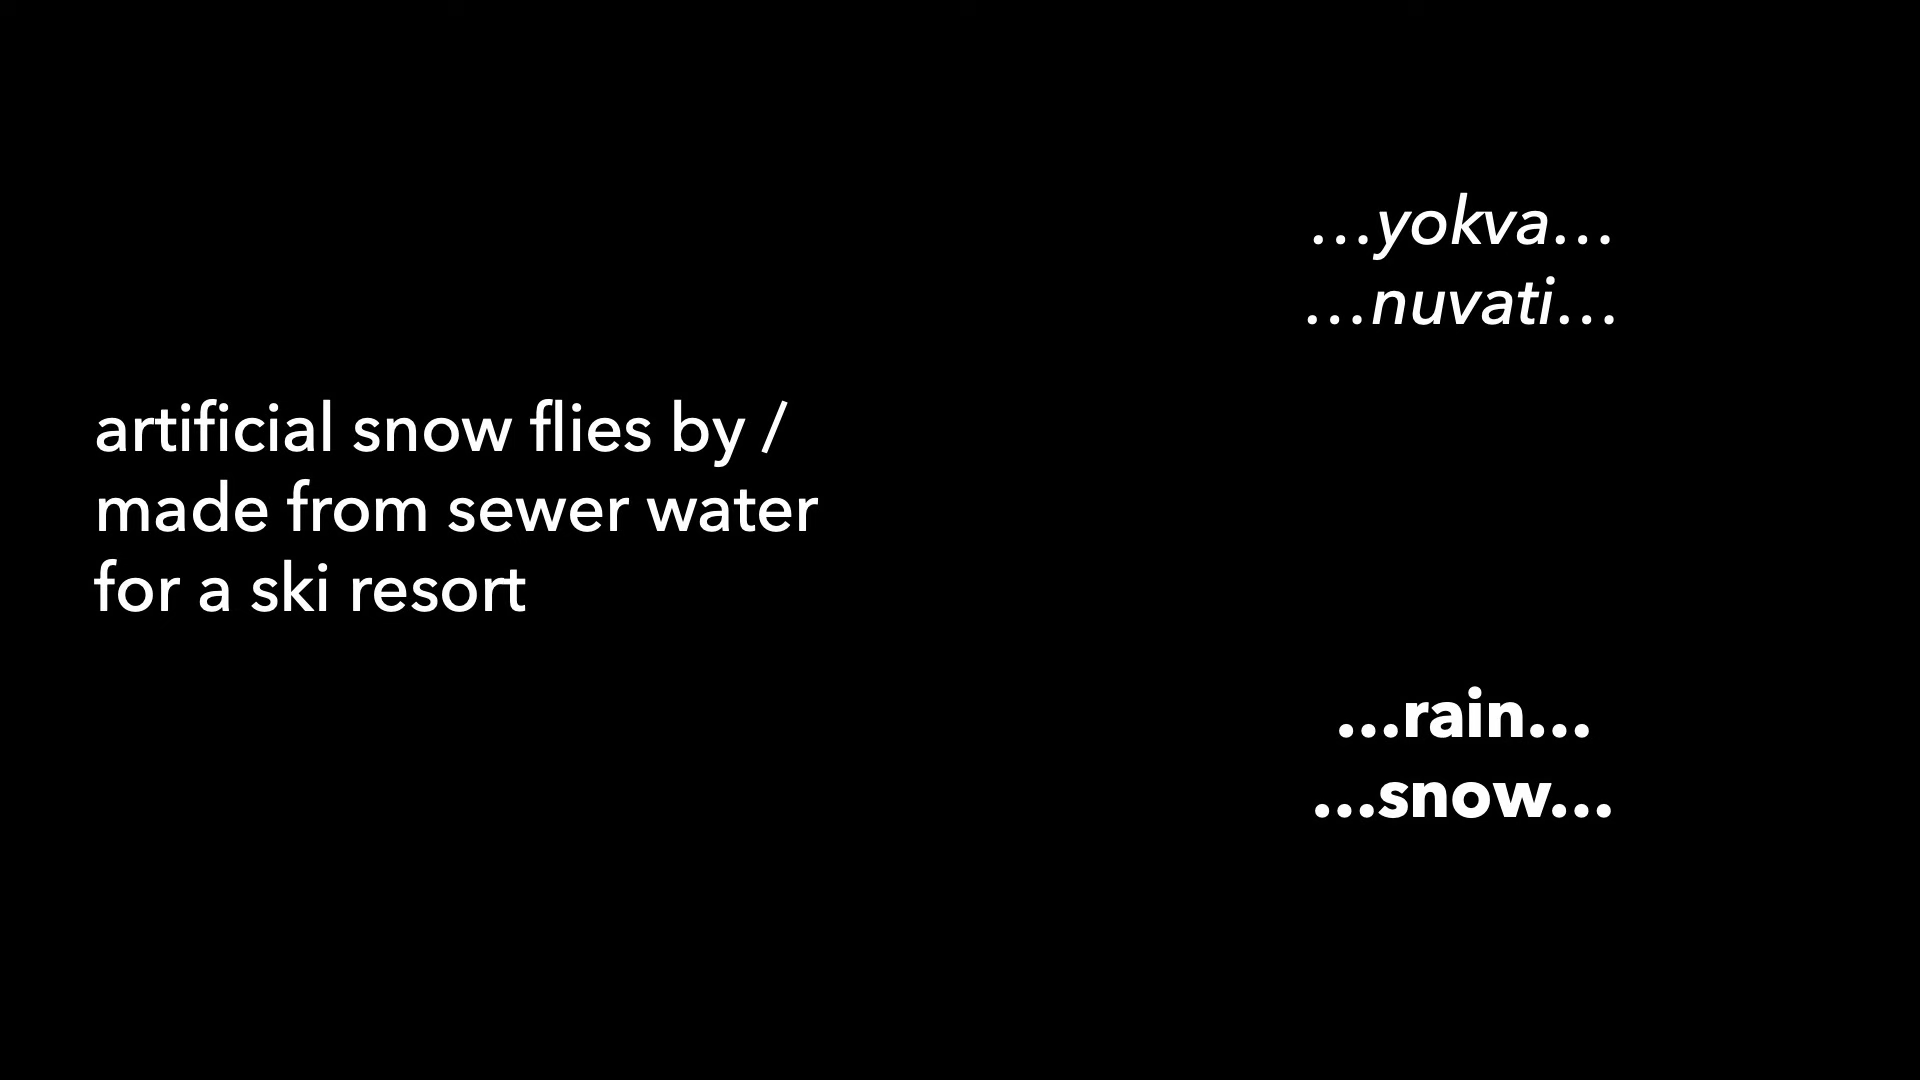 artificial snow flies by /
made from sewer water
for a ski resort
…yokva…
…nuvati…
…rain…
…snow…